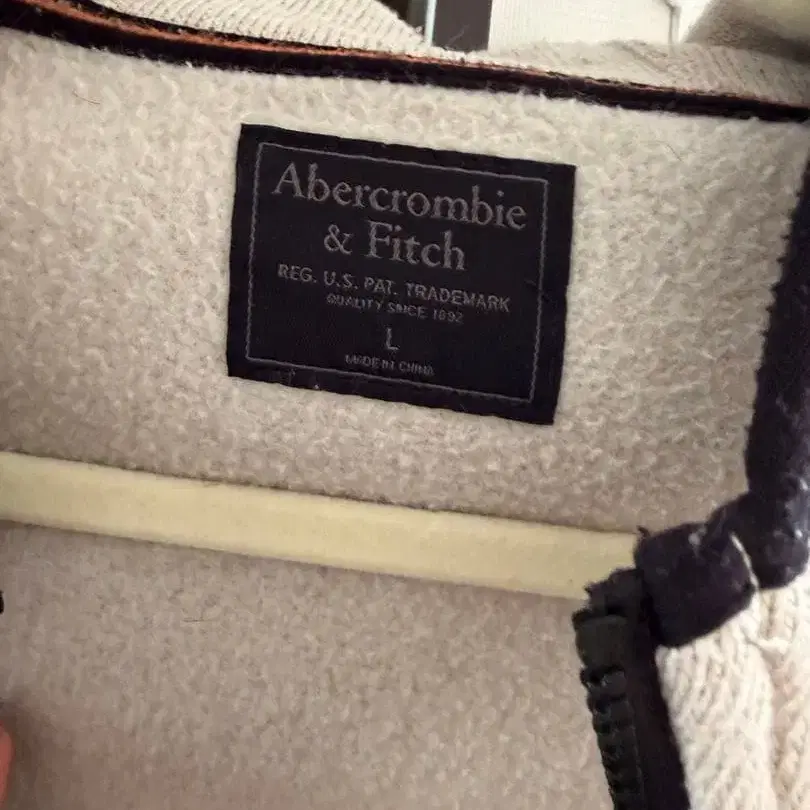 Abercrombie
& Fitch
REG. U.S. PAT. TRADEMARK
QUALITY SINCE 1892
L
MADE IN CHINA